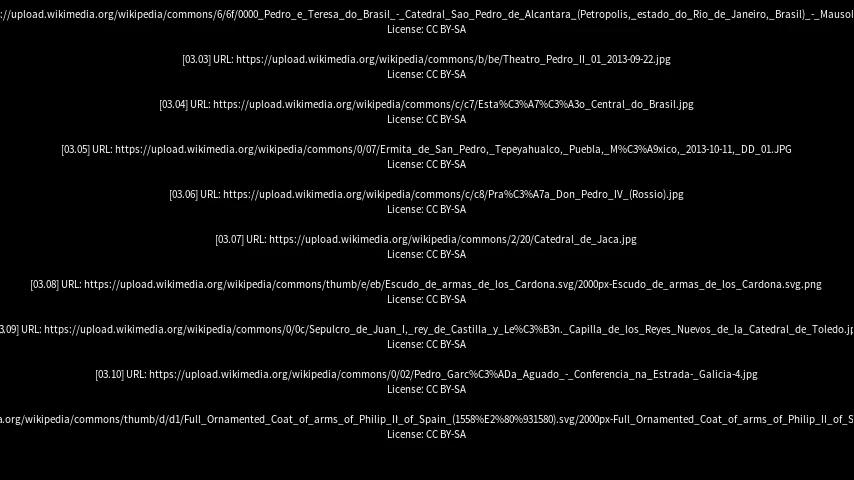 ://upload.wikimedia.org/wikipedia/commons/6/6f/0000_Pedro_e_Teresa_do_Brasil_-_Catedral_Sao_Pedro_de_Alcantara_(Petropolis,_estado_do_Rio_de_Janeiro,_Brasil)_-_Mausol
License: CC BY-SA
[03.03] URL: https://upload.wikimedia.org/wikipedia/commons/b/be/Theatro_Pedro_II_01_2013-09-22.jpg
License: CC BY-SA
[03.04] URL: https://upload.wikimedia.org/wikipedia/commons/c/c7/Esta%C3%A7%C3%A3o_Central_do_Brasil.jpg
License: CC BY-SA
[03.05] URL: https://upload.wikimedia.org/wikipedia/commons/0/07/Ermita_de_San_Pedro,_Tepeyahualco,_Puebla,_M%C3%A9xico,_2013-10-11,_DD_01.JPG
License: CC BY-SA
[03.06] URL: https://upload.wikimedia.org/wikipedia/commons/c/c8/Pra%C3%A7a_Don_Pedro_IV_(Rossio).jpg
License: CC BY-SA
[03.07] URL: https://upload.wikimedia.org/wikipedia/commons/2/20/Catedral_de_Jaca.jpg
License: CC BY-SA
[03.08] URL: https://upload.wikimedia.org/wikipedia/commons/thumb/e/eb/Escudo_de_armas_de_los_Cardona.svg/2000px-Escudo_de_armas_de_los_Cardona.svg.png
License: CC BY-SA
3.09] URL: https://upload.wikimedia.org/wikipedia/commons/0/0c/Sepulcro_de_Juan_I,_rey_de_Castilla_y_Le%C3%B3n._Capilla_de_los_Reyes_Nuevos_de_la_Catedral_de_Toledo.jp
License: CC BY-SA
[03.10] URL: https://upload.wikimedia.org/wikipedia/commons/0/02/Pedro_Garc%C3%ADa_Aguado_-_Conferencia_na_Estrada-_Galicia-4.jpg
License: CC BY-SA
a.org/wikipedia/commons/thumb/d/d1/Full_Ornamented_Coat_of_arms_of_Philip_II_of_Spain_(1558%E2%80%931580).svg/2000px-Full_Ornamented_Coat_of_arms_of_Philip_II_of_S
License: CC BY-SA